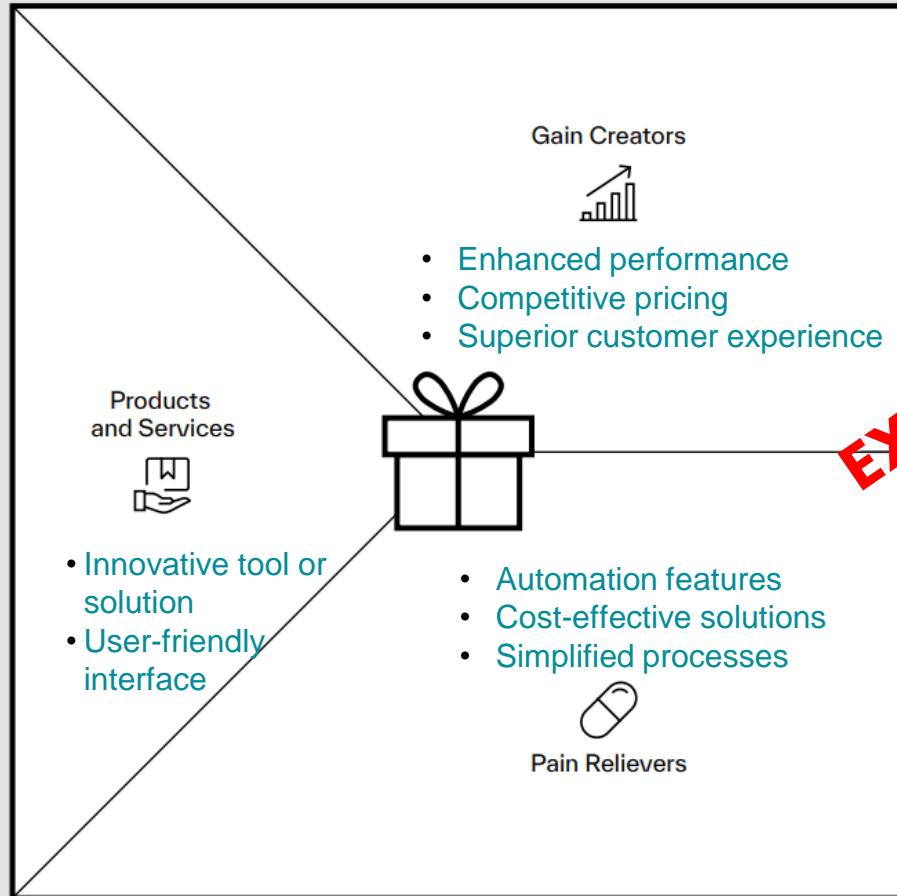 Gain Creators
• Enhanced performance
• Competitive pricing
• Superior customer experience
Products
and Services
• Innovative tool or
solution
• User-friendly
interface
EX
• Automation features
• Cost-effective solutions
• Simplified processes
Pain Relievers